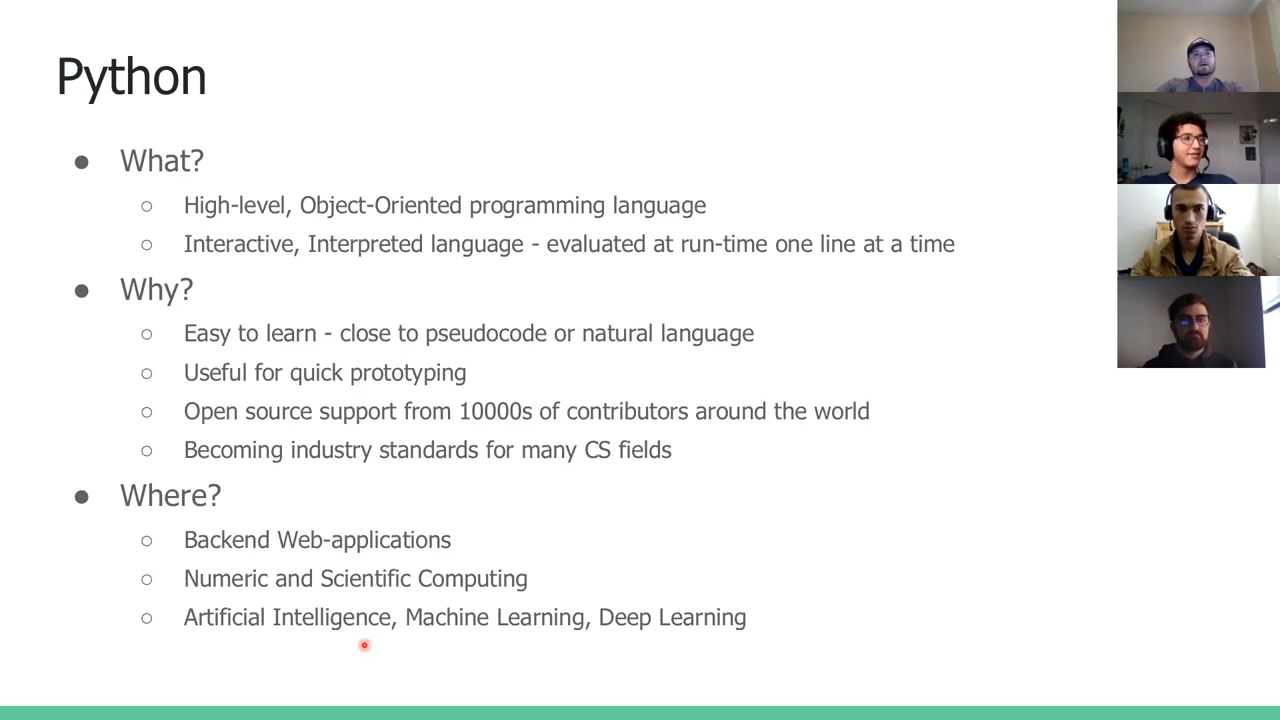 Python
● What?
○ High-level, Object-Oriented programming language
○ Interactive, Interpreted language - evaluated at run-time one line at a time
● Why?
○ Easy to learn - close to pseudocode or natural language
○ Useful for quick prototyping
○ Open source support from 10000s of contributors around the world
○ Becoming industry standards for many CS fields
● Where?
○ Backend Web-applications
○ Numeric and Scientific Computing
○ Artificial Intelligence, Machine Learning, Deep Learning